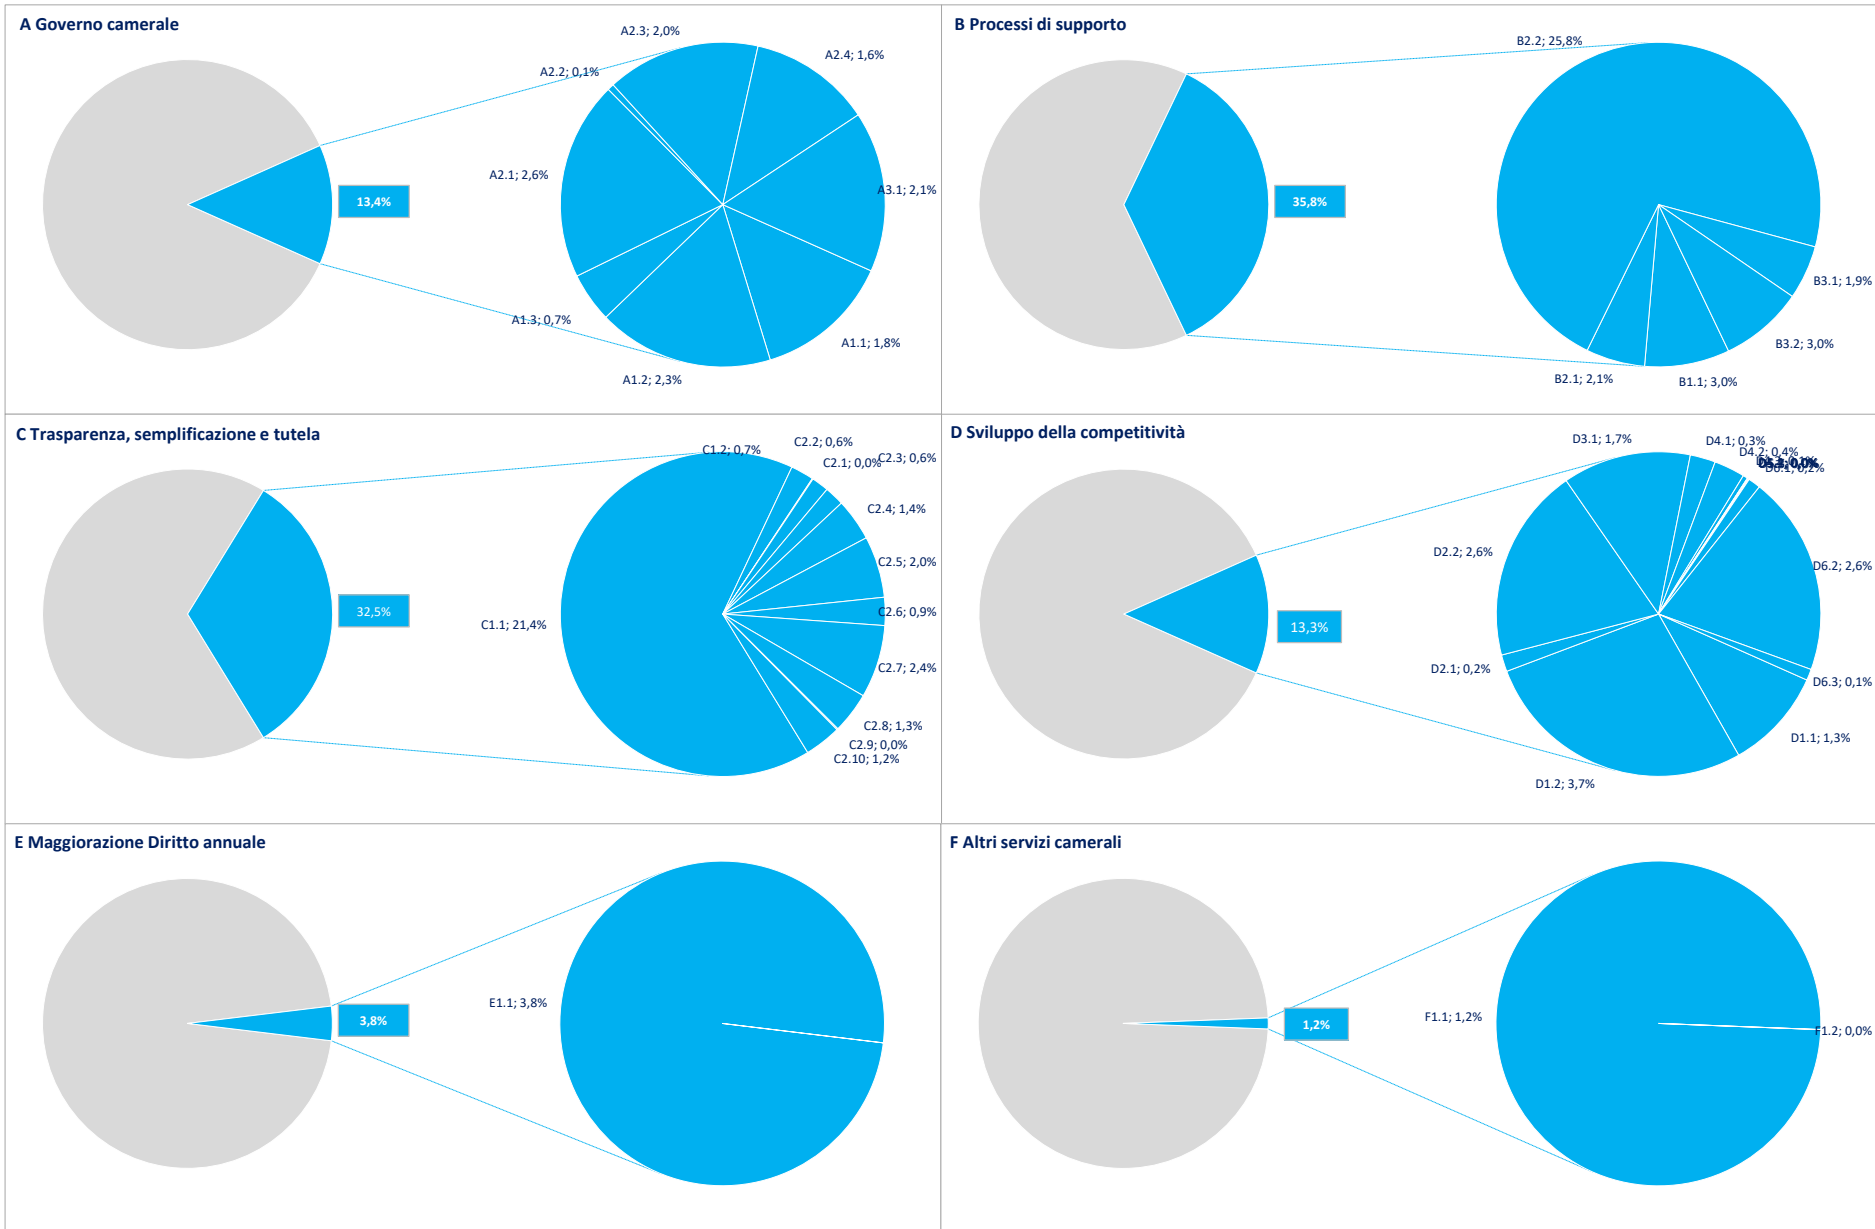 A Governo camerale
A2.3; 2,0%
A2.4; 1,6%
A2.2; 0,1%
A2.1; 2,6%
A3.1; 2,1%
13,4%
A1.3; 0,7%
A1.1; 1,8%
A1.2; 2,3%
B Processi di supporto
B2.2; 25,8%
35,8%
B3.1; 1,9%
B3.2; 3,0%
B2.1; 2,1%
B1.1; 3,0%
C Trasparenza, semplificazione e tutela
C1.2; 0,7%
C2.2; 0,6%
C2.3; 0,6%
C2.1; 0,0%
C2.4; 1,4%
C2.5; 2,0%
32,5%
C2.6; 0,9%
C1.1; 21,4%
C2.7; 2,4%
C2.8; 1,3%
C2.9; 0,0%
C2.10; 1,2%
D Sviluppo della competitività
D3.1; 1,7%
D4.1; 0,3%
D4.2; 0,4%
D6.1; 0,2%
D2.2; 2,6%
D6.2; 2,6%
13,3%
D2.1; 0,2%
D6.3; 0,1%
D1.1; 1,3%
D1.2; 3,7%
E Maggiorazione Diritto annuale
E1.1; 3,8%
3,8%
F Altri servizi camerali
F1.1; 1,2%
1,2%
F1.2; 0,0%